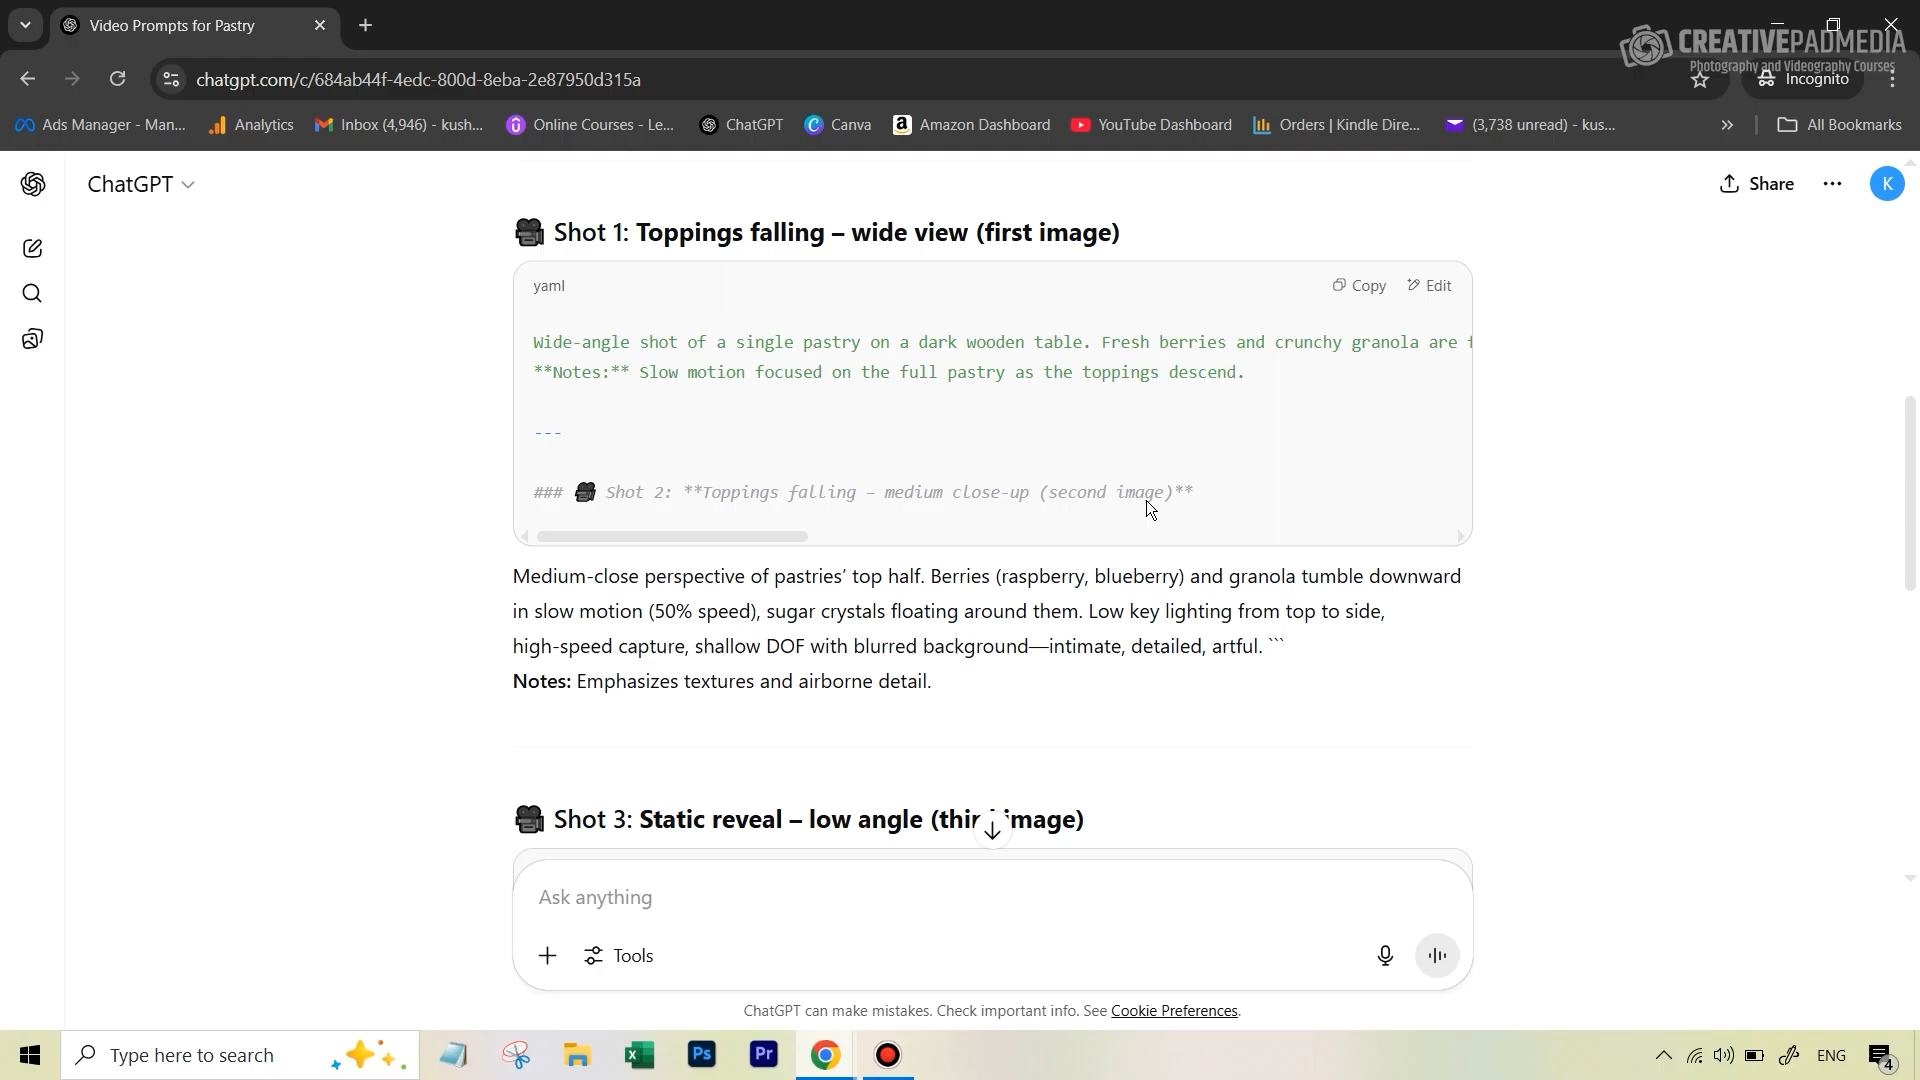 Video Prompts for Pastry
CREATIVEPADMEDIA
Photography and Videography Courses
chatgpt.com/c/684ab44f-4edc-800d-8eba-2e87950d315a
Incognito
Ads Manager - Man...
Analytics
Inbox (4,946) - kush...
Online Courses - Le...
ChatGPT
Canva
Amazon Dashboard
YouTube Dashboard
Orders | Kindle Dire...
(3,738 unread) - kus...
All Bookmarks
ChatGPT
Share
K
🎥 Shot 1: Toppings falling – wide view (first image)
yaml
Copy
Edit
Wide-angle shot of a single pastry on a dark wooden table. Fresh berries and crunchy granola are
**Notes:** Slow motion focused on the full pastry as the toppings descend.
---
### 🎥 Shot 2: **Toppings falling – medium close-up (second image)**
Medium-close perspective of pastries’ top half. Berries (raspberry, blueberry) and granola tumble downward
in slow motion (50% speed), sugar crystals floating around them. Low key lighting from top to side,
high-speed capture, shallow DOF with blurred background—intimate, detailed, artful. ```
Notes: Emphasizes textures and airborne detail.
🎥 Shot 3: Static reveal – low angle (third image)
Ask anything
Tools
ChatGPT can make mistakes. Check important info. See Cookie Preferences.
Type here to search
Ps
Pr
ENG
4